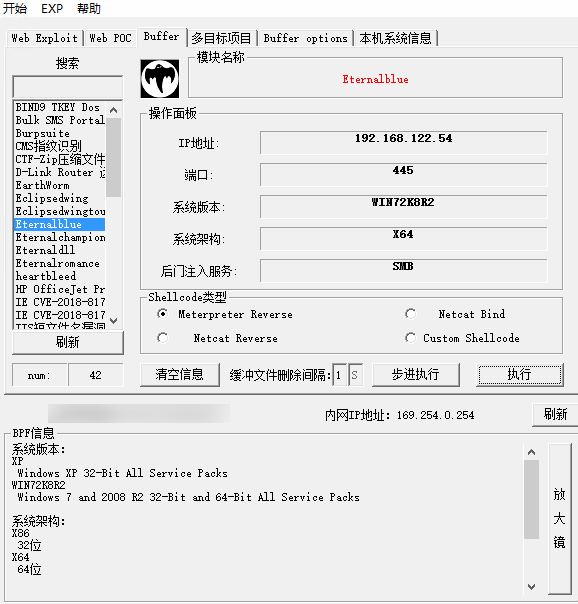 开始 EXP 帮助
Web Exploit Web POC Buffer 多目标项目 Buffer options 本机系统信息
搜索
模块名称
Eternalblue
BIND9 TKEY Dos
Bulk SMS Portal
Burpsuite
CMS指纹识别
CTF-Zip压缩文件
D-Link Router
EarthWorm
Eclipsedwing
Eclipsedwingtou
Eternalblue
Eternalchampion
Eternaldll
Eternalromance
heartbleed
HP OfficeJet Pr
IE CVE-2018-817
IE CVE-2018-817
IIS短文件名漏洞
刷新
num: 42
操作面板
IP地址: 192.168.122.54
端口: 445
系统版本: WIN72K8R2
系统架构: X64
后门注入服务: SMB
Shellcode类型
Meterpreter Reverse Netcat Bind
Netcat Reverse Custom Shellcode
清空信息 缓冲文件删除间隔: 1 S 步进执行 执行
内网IP地址: 169.254.0.254 刷新
BPF信息
系统版本:
XP
Windows XP 32-Bit All Service Packs
WIN72K8R2
Windows 7 and 2008 R2 32-Bit and 64-Bit All Service Packs
系统架构:
X86
32位
X64
64位
放大镜